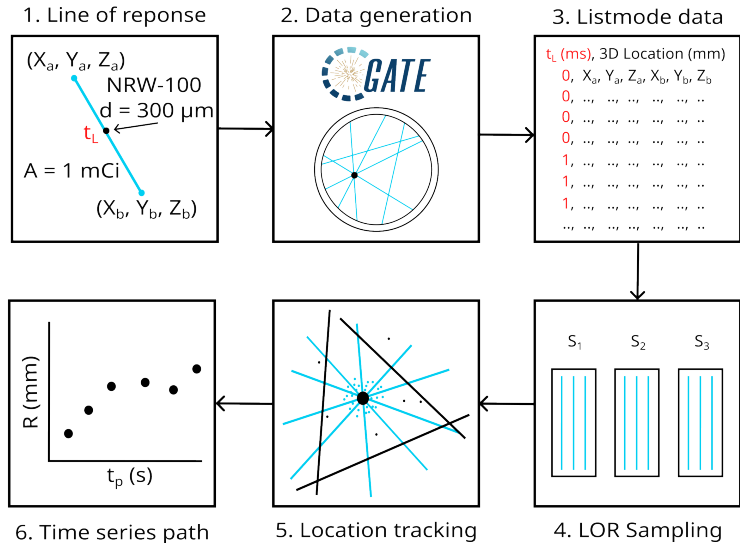 1. Line of reponse
(Xa, Ya, Za)
NRW-100
d = 300 µm
tL
A = 1 mCi
(Xb, Yb, Zb)
2. Data generation
GATE
3. Listmode data
tL (ms), 3D Location (mm)
0, Xa, Ya, Za, Xb, Yb, Zb
0, .., .., .., .., .., ..
0, .., .., .., .., .., ..
0, .., .., .., .., .., ..
1, .., .., .., .., .., ..
1, .., .., .., .., .., ..
1, .., .., .., .., .., ..
.., .., .., .., .., .., ..
S1 S2 S3
4. LOR Sampling
5. Location tracking
R (mm)
tp (s)
6. Time series path